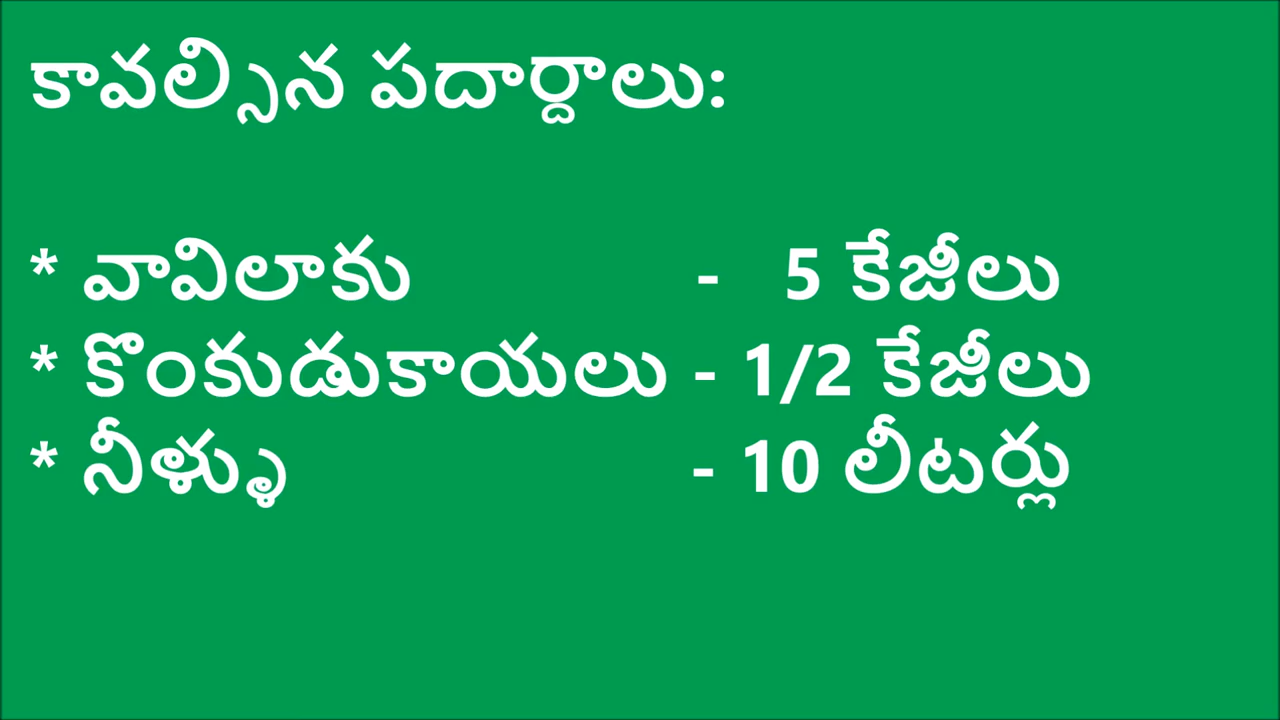 కావల్సిన పదార్దాలు:
* వావిలాకు - 5 కేజీలు
* కొంకుడుకాయలు - 1/2 కేజీలు
* నీళ్ళు - 10 లీటర్లు